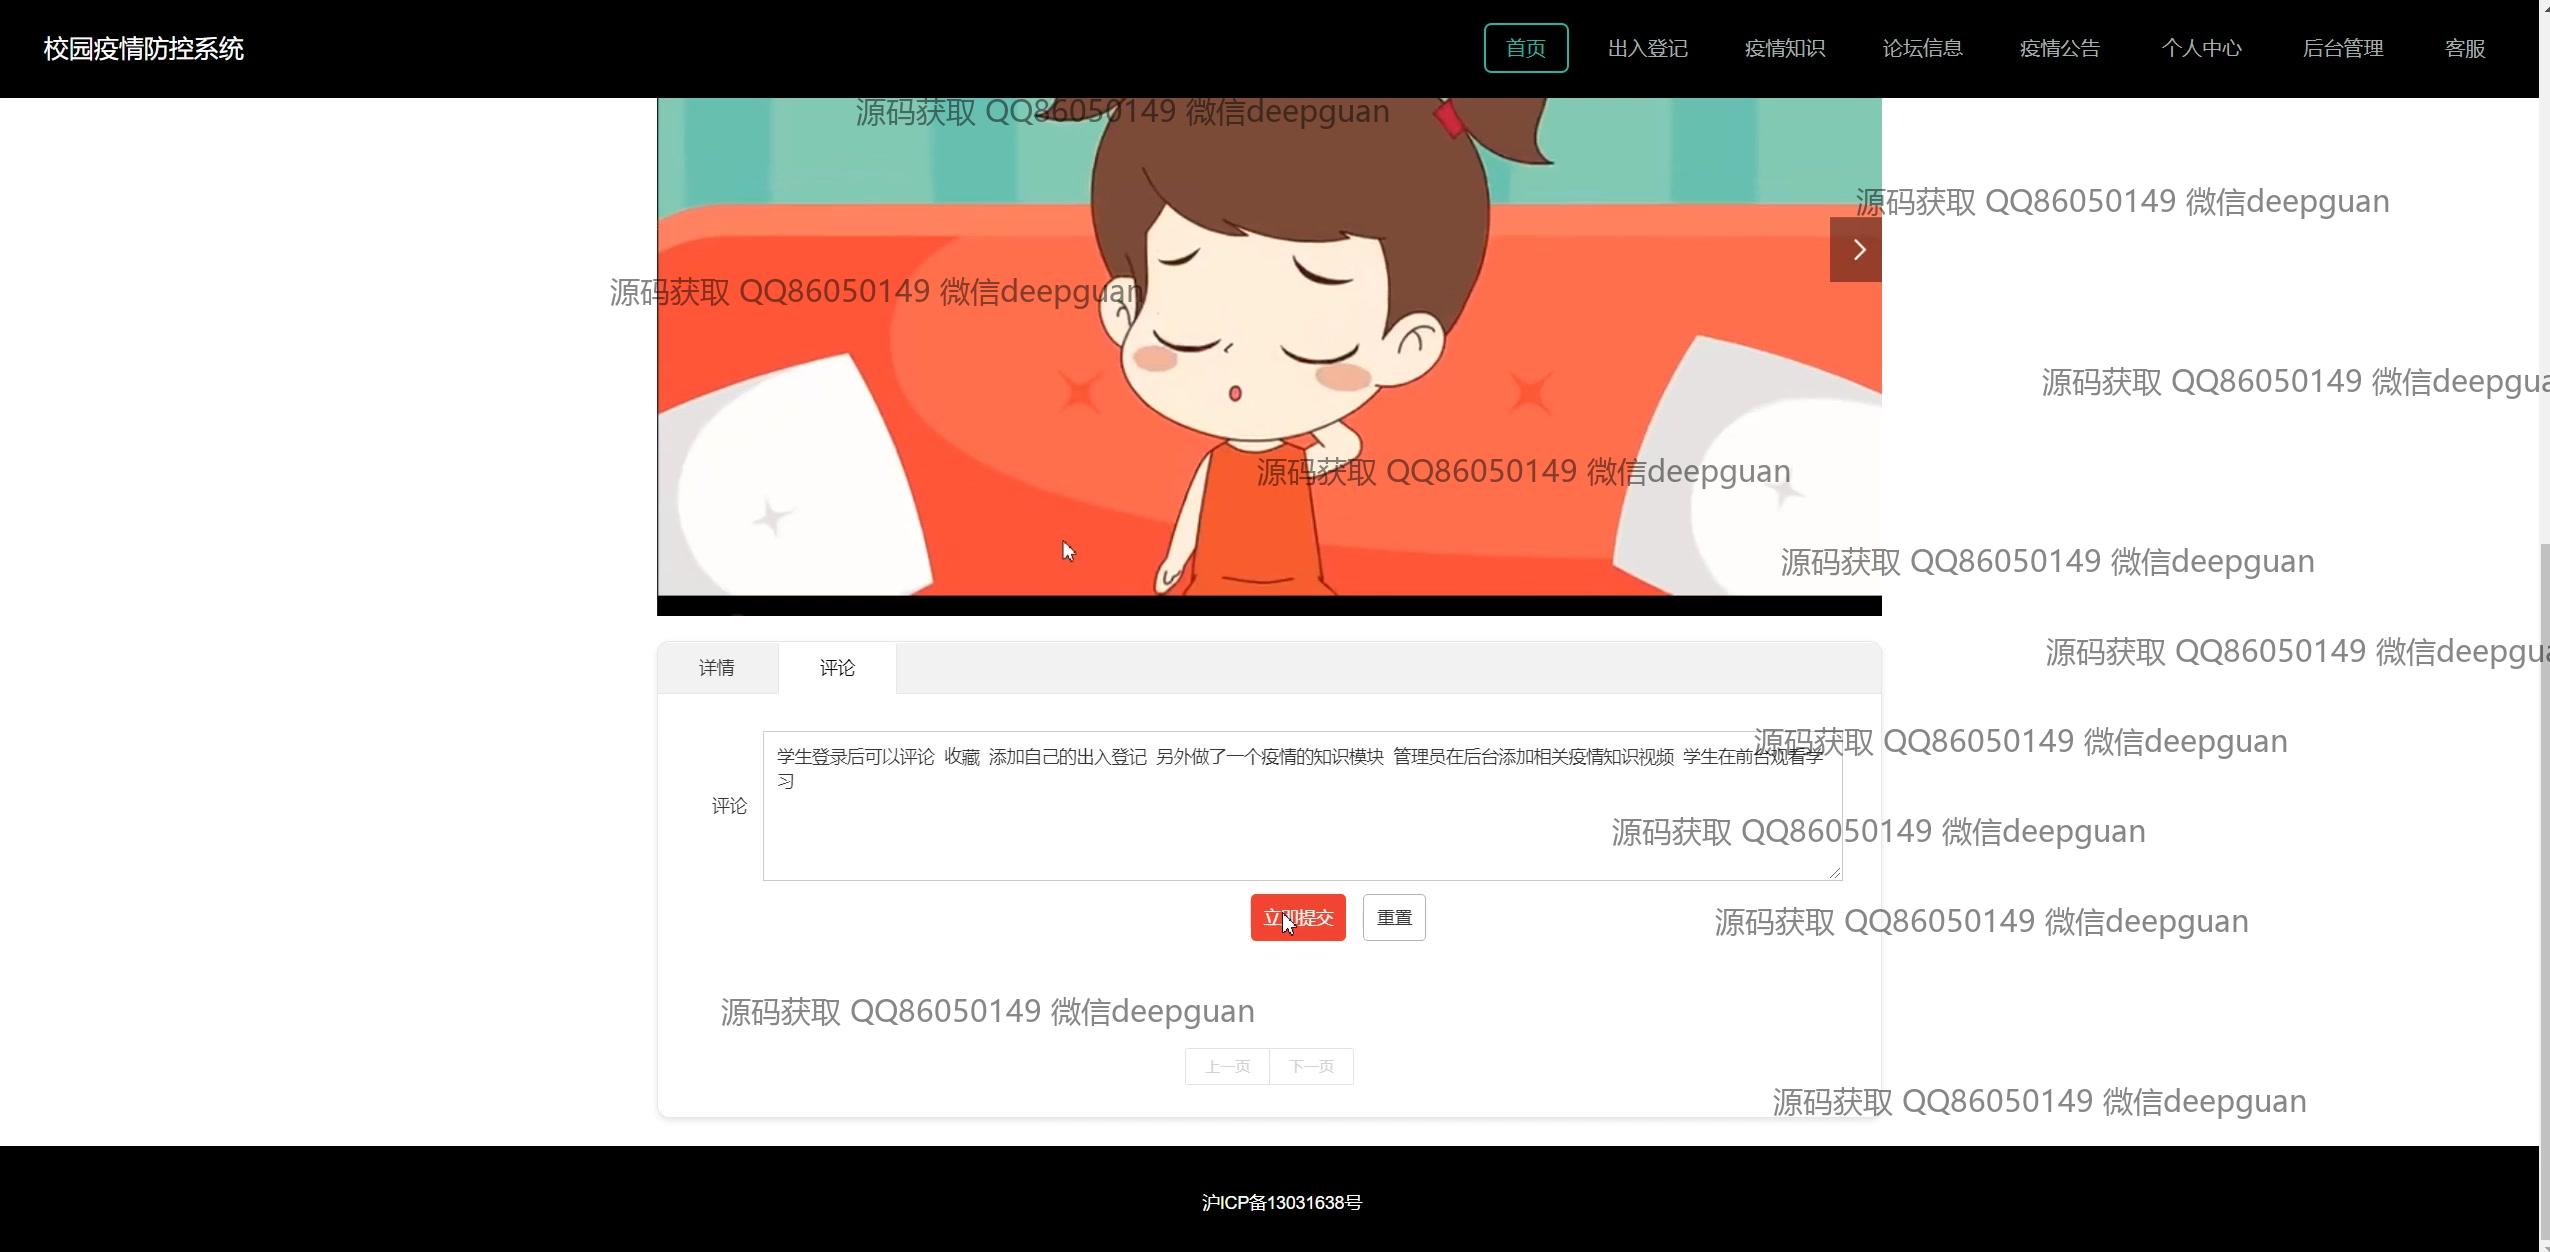 校园疫情防控系统
首页 出入登记 疫情知识 论坛信息 疫情公告 个人中心 后台管理 客服
源码获取 QQ86050149 微信deepguan
源码获取 QQ86050149 微信deepguan
源码获取 QQ86050149 微信deepguan
源码获取 QQ86050149 微信deepgua
源码获取 QQ86050149 微信deepguan
源码获取 QQ86050149 微信deepguan
源码获取 QQ86050149 微信deepgua
详情 评论
源码获取 QQ86050149 微信deepguan
学生登录后可以评论 收藏 添加自己的出入登记 另外做了一个疫情的知识模块 管理员在后台添加相关疫情知识视频 学生在前台观看学
习
评论
源码获取 QQ86050149 微信deepguan
立即提交 重置
源码获取 QQ86050149 微信deepguan
源码获取 QQ86050149 微信deepguan
上一页 下一页
源码获取 QQ86050149 微信deepguan
沪ICP备13031638号